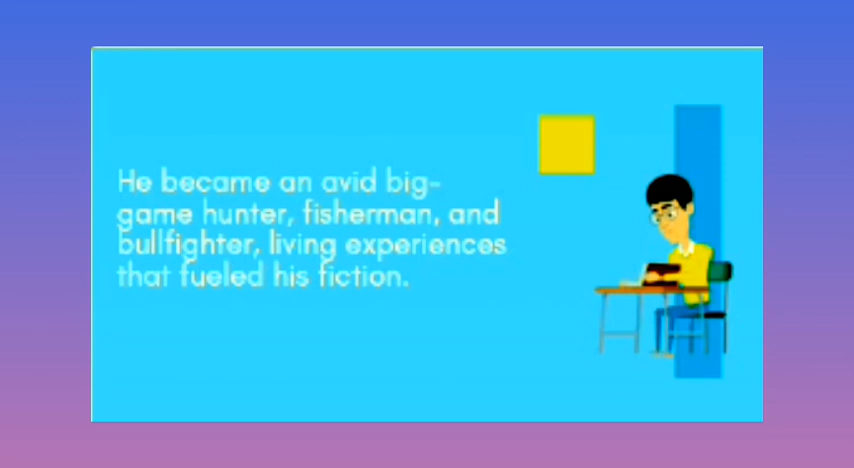 He became an avid big-
game hunter, fisherman, and
bullfighter, living experiences
that fueled his fiction.